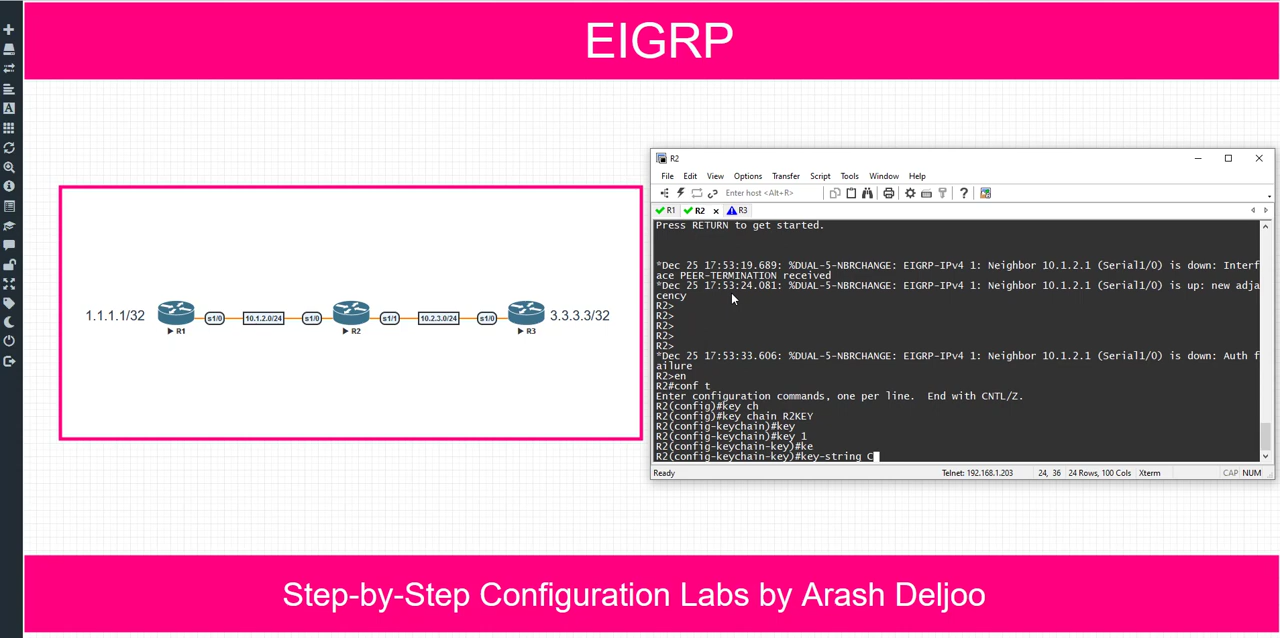 EIGRP
1.1.1.1/32
s1/0
10.1.2.0/24
s1/0
s1/1
10.2.3.0/24
s1/0
3.3.3.3/32
R1
R2
R3
R2
File Edit View Options Transfer Script Tools Window Help
Enter host <Alt+R>
R1 R2 R3
Press RETURN to get started.
*Dec 25 17:53:19.689: %DUAL-5-NBRCHANGE: EIGRP-IPv4 1: Neighbor 10.1.2.1 (Serial1/0) is down: Interf
ace PEER-TERMINATION received
*Dec 25 17:53:24.081: %DUAL-5-NBRCHANGE: EIGRP-IPv4 1: Neighbor 10.1.2.1 (Serial1/0) is up: new adja
cency
R2>
R2>
R2>
R2>
R2>
*Dec 25 17:53:33.606: %DUAL-5-NBRCHANGE: EIGRP-IPv4 1: Neighbor 10.1.2.1 (Serial1/0) is down: Auth f
ailure
R2>en
R2#conf t
Enter configuration commands, one per line.  End with CNTL/Z.
R2(config)#key ch
R2(config)#key chain R2KEY
R2(config-keychain)#key
R2(config-keychain)#key 1
R2(config-keychain-key)#ke
R2(config-keychain-key)#key-string C
Ready Telnet: 192.168.1.203 24, 36 24 Rows, 100 Cols Xterm CAP NUM
Step-by-Step Configuration Labs by Arash Deljoo